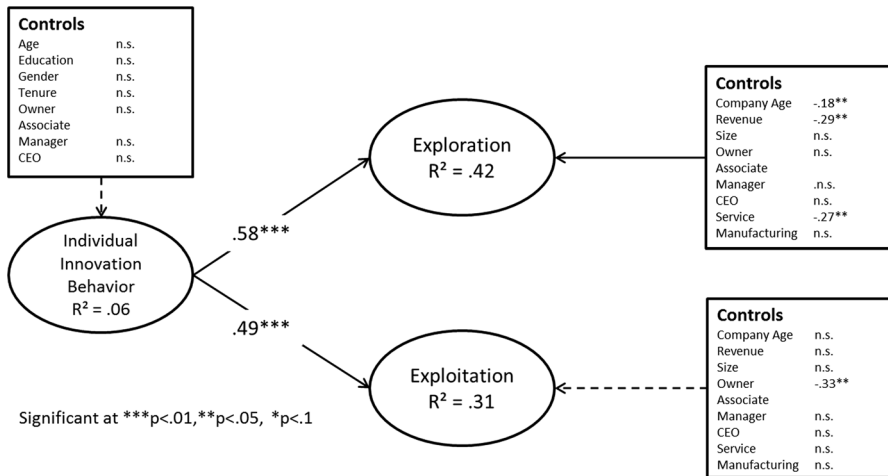 Controls
Age n.s.
Education n.s.
Gender n.s.
Tenure n.s.
Owner n.s.
Associate
Manager n.s.
CEO n.s.
Individual
Innovation
Behavior
R² = .06
.58***
.49***
Exploration
R² = .42
Exploitation
R² = .31
Controls
Company Age -.18**
Revenue -.29**
Size n.s.
Owner n.s.
Associate
Manager .n.s.
CEO n.s.
Service -.27**
Manufacturing n.s.
Controls
Company Age n.s.
Revenue n.s.
Size n.s.
Owner -.33**
Associate
Manager n.s.
CEO n.s.
Service n.s.
Manufacturing n.s.
Significant at ***p<.01,**p<.05, *p<.1